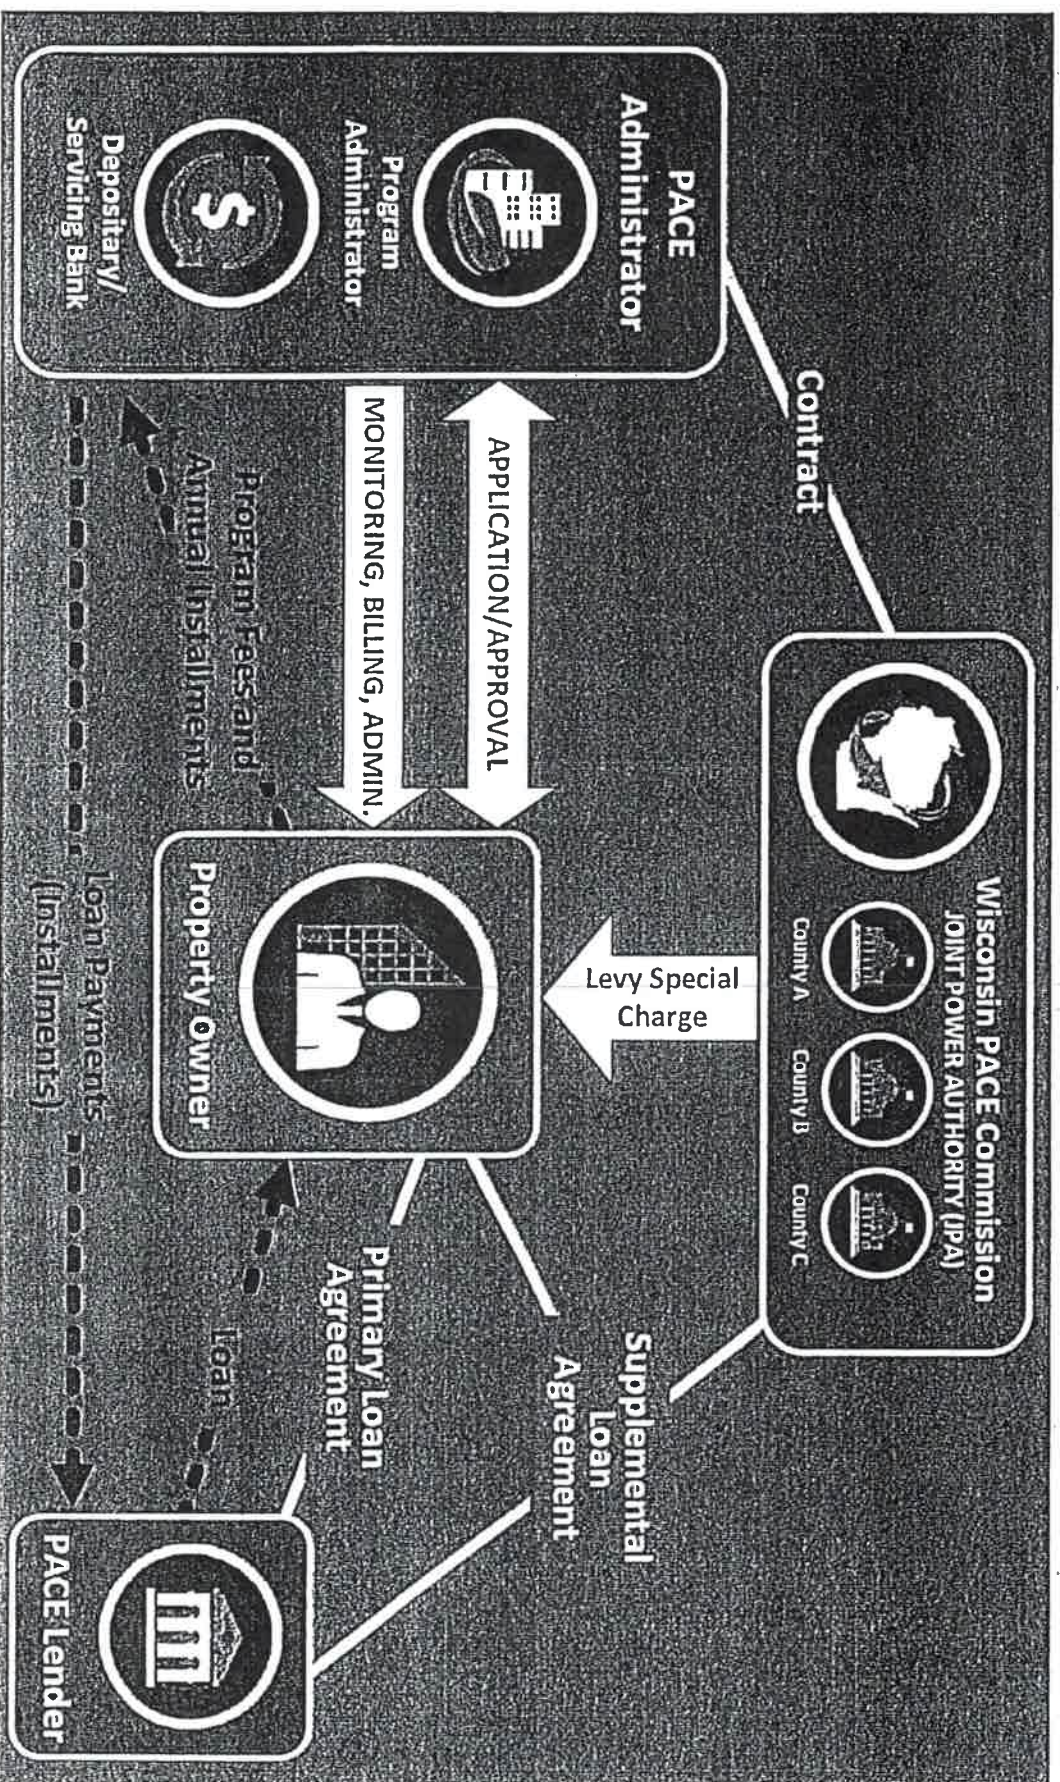 Wisconsin PACE Commission
JOINT POWER AUTHORITY (JPA)
County A
County B
County C
Contract
PACE
Administrator
Program
Administrator
Depositary/
Servicing Bank
APPLICATION/APPROVAL
MONITORING, BILLING, ADMIN.
Levy Special
Charge
Property Owner
Supplemental
Loan
Agreement
Primary Loan
Agreement
Program Fees and
Annual Installments
Loan
Loan Payments
(Installments)
PACE Lender
$